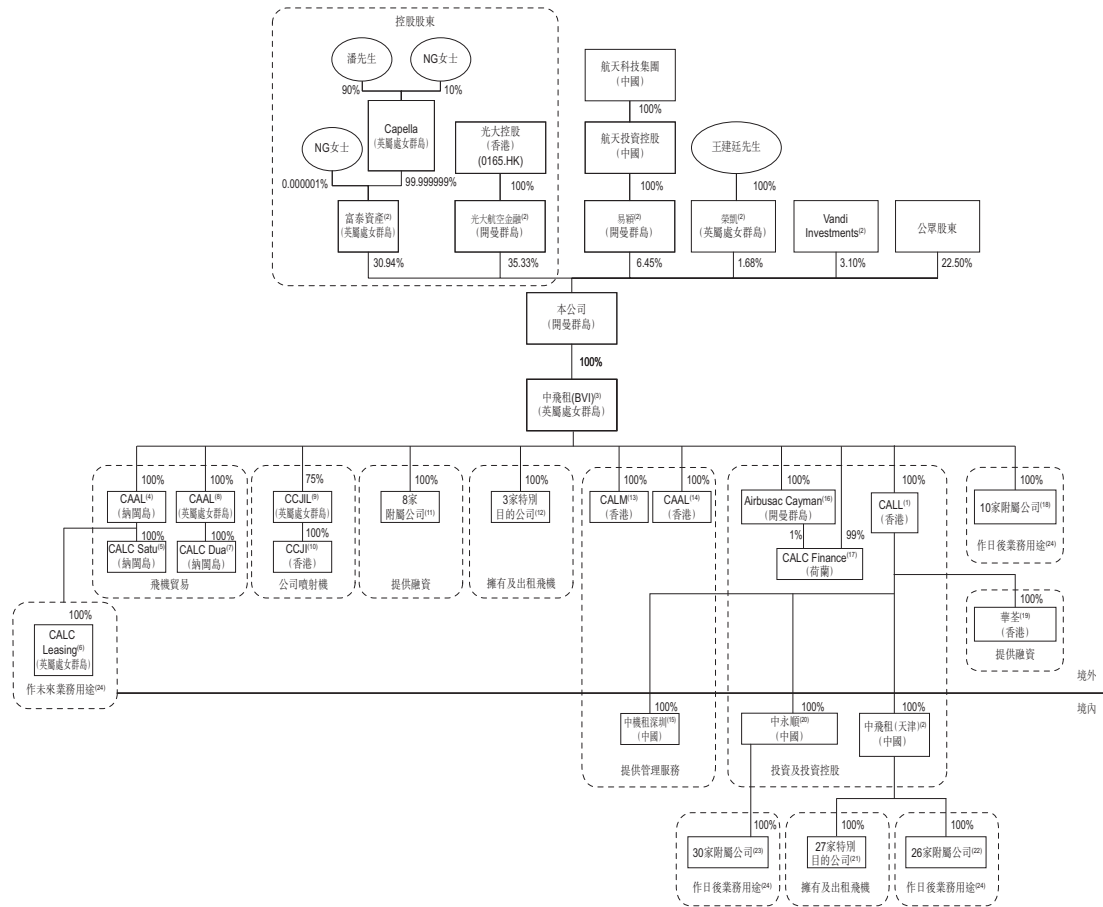 控股股東
潘先生
NG女士
航天科技集團
(中國)
90%
10%
100%
Capella
(英屬處女群島)
光大控股
(香港)
(0165.HK)
航天投資控股
(中國)
王建廷先生
NG女士
0.000001%
99.999999%
100%
100%
100%
富泰資產(2)
(英屬處女群島)
光大航空金融(2)
(開曼群島)
易穎(2)
(開曼群島)
榮凱(2)
(英屬處女群島)
Vandi
Investments(2)
公眾股東
30.94%
35.33%
6.45%
1.68%
3.10%
22.50%
本公司
(開曼群島)
100%
中飛租(BVI)(3)
(英屬處女群島)
100%
100%
75%
100%
100%
100%
100%
100%
100%
100%
CAAL(4)
(納閩島)
CAAL(8)
(英屬處女群島)
CCJIL(9)
(英屬處女群島)
8家
附屬公司(11)
3家特別
目的公司(12)
CALM(13)
(香港)
CAAL(14)
(香港)
Airbusac Cayman(16)
(開曼群島)
CALL(1)
(香港)
10家附屬公司(18)
100%
100%
100%
1%
99%
CALC Satu(5)
(納閩島)
CALC Dua(7)
(納閩島)
CCJI(10)
(香港)
CALC Finance(17)
(荷蘭)
作日後業務用途(24)
飛機貿易
公司噴射機
提供融資
擁有及出租飛機
100%
CALC
Leasing(6)
(英屬處女群島)
作未來業務用途(24)
100%
華荃(19)
(香港)
提供融資
境外
境內
100%
100%
100%
中機租深圳(15)
(中國)
中永順(20)
(中國)
中飛租(天津)(2)
(中國)
提供管理服務
投資及投資控股
100%
100%
100%
30家附屬公司(23)
27家特別
目的公司(21)
26家附屬公司(22)
作日後業務用途(24)
擁有及出租飛機
作日後業務用途(24)